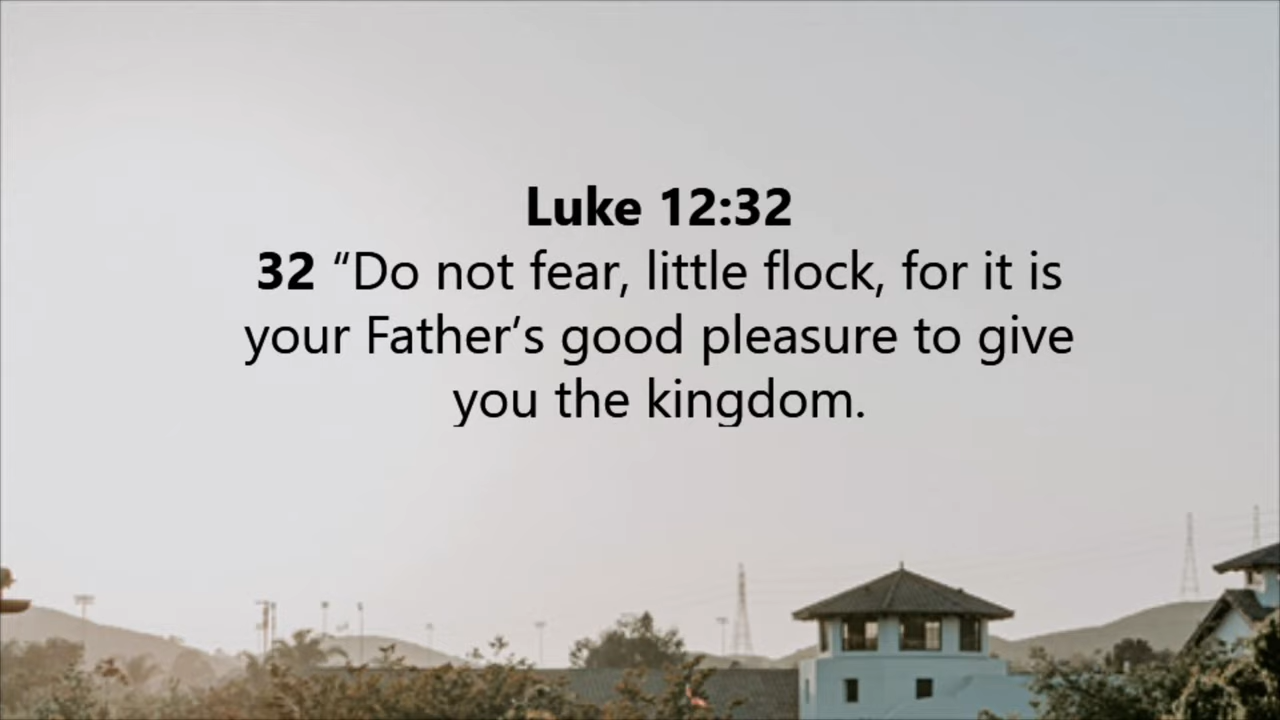 Luke 12:32
32 “Do not fear, little flock, for it is
your Father’s good pleasure to give
you the kingdom.